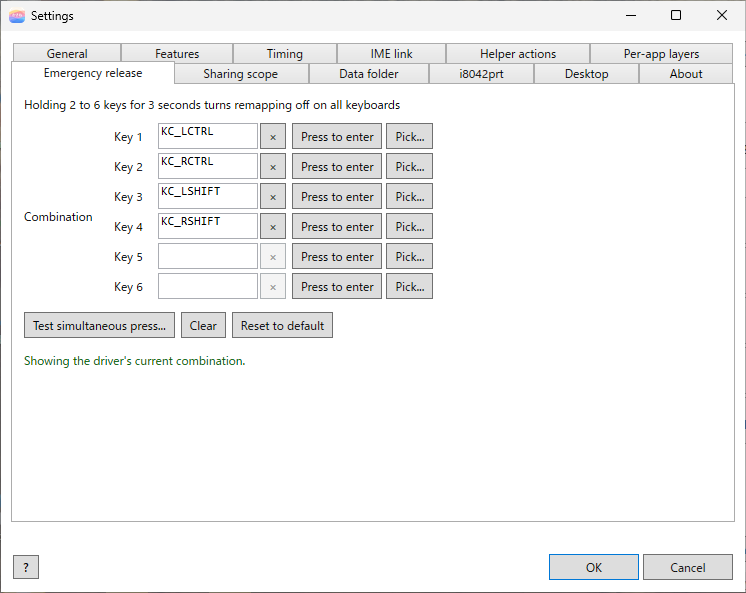 Settings
General Features Timing IME link Helper actions Per-app layers
Emergency release Sharing scope Data folder i8042prt Desktop About
Holding 2 to 6 keys for 3 seconds turns remapping off on all keyboards
Key 1 KC_LCTRL × Press to enter Pick...
Key 2 KC_RCTRL × Press to enter Pick...
Key 3 KC_LSHIFT × Press to enter Pick...
Combination
Key 4 KC_RSHIFT × Press to enter Pick...
Key 5 × Press to enter Pick...
Key 6 × Press to enter Pick...
Test simultaneous press... Clear Reset to default
Showing the driver's current combination.
? OK Cancel